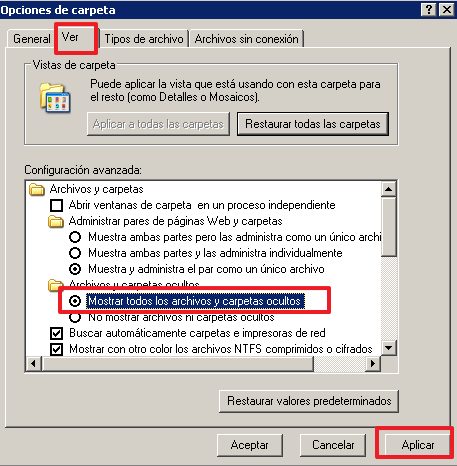 Opciones de carpeta
General Ver Tipos de archivo Archivos sin conexión
Vistas de carpeta
Puede aplicar la vista que está usando con esta carpeta para
el resto (como Detalles o Mosaicos).
Aplicar a todas las carpetas Restaurar todas las carpetas
Configuración avanzada:
Archivos y carpetas
Abrir ventanas de carpeta en un proceso independiente
Administrar pares de páginas Web y carpetas
Muestra ambas partes pero las administra como un único archi
Muestra ambas partes y las administra individualmente
Muestra y administra el par como un único archivo
Archivos y carpetas ocultos
Mostrar todos los archivos y carpetas ocultos
No mostrar archivos ni carpetas ocultos
Buscar automáticamente carpetas e impresoras de red
Mostrar con otro color los archivos NTFS comprimidos o cifrados
Restaurar valores predeterminados
Aceptar Cancelar Aplicar